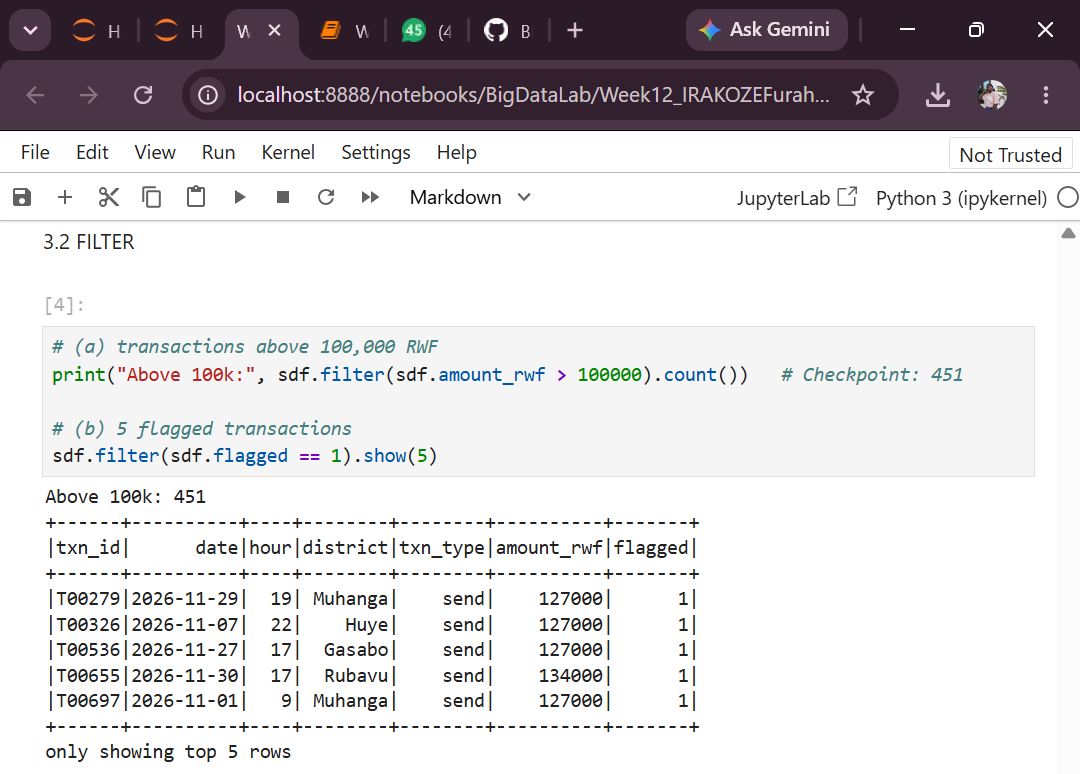 H
H
W
W
45
(4
B
Ask Gemini
localhost:8888/notebooks/BigDataLab/Week12_IRAKOZEFurah...
File Edit View Run Kernel Settings Help
Not Trusted
Markdown
JupyterLab
Python 3 (ipykernel)
3.2 FILTER
[4]:
# (a) transactions above 100,000 RWF
print("Above 100k:", sdf.filter(sdf.amount_rwf > 100000).count())   # Checkpoint: 451
# (b) 5 flagged transactions
sdf.filter(sdf.flagged == 1).show(5)
Above 100k: 451
+------+----------+----+--------+--------+----------+-------+
|txn_id|      date|hour|district|txn_type|amount_rwf|flagged|
+------+----------+----+--------+--------+----------+-------+
|T00279|2026-11-29|  19| Muhanga|    send|    127000|      1|
|T00326|2026-11-07|  22|    Huye|    send|    127000|      1|
|T00536|2026-11-27|  17|  Gasabo|    send|    127000|      1|
|T00655|2026-11-30|  17|  Rubavu|    send|    134000|      1|
|T00697|2026-11-01|   9| Muhanga|    send|    127000|      1|
+------+----------+----+--------+--------+----------+-------+
only showing top 5 rows